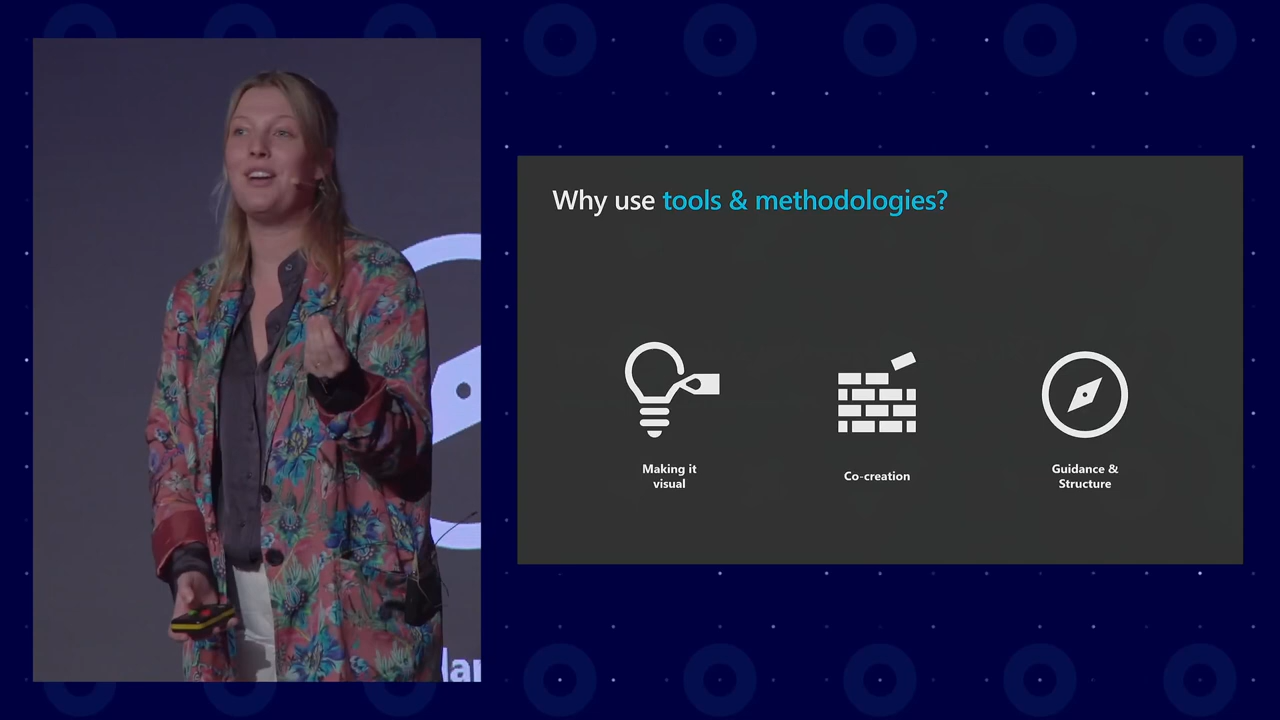 Why use tools & methodologies?
Making it
visual
Co-creation
Guidance &
Structure